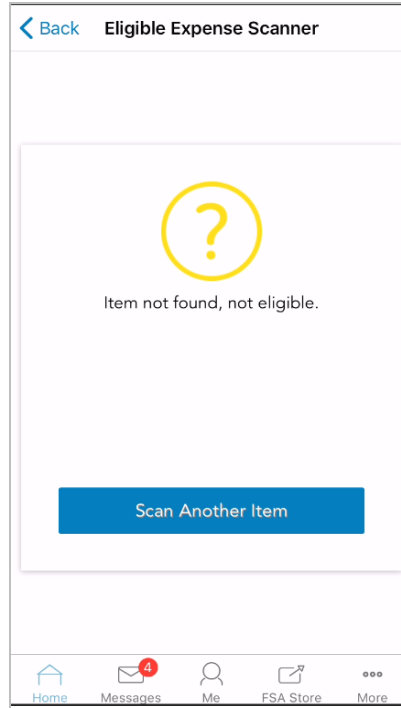 Back Eligible Expense Scanner
?
Item not found, not eligible.
Scan Another Item
4
Home Messages Me FSA Store More